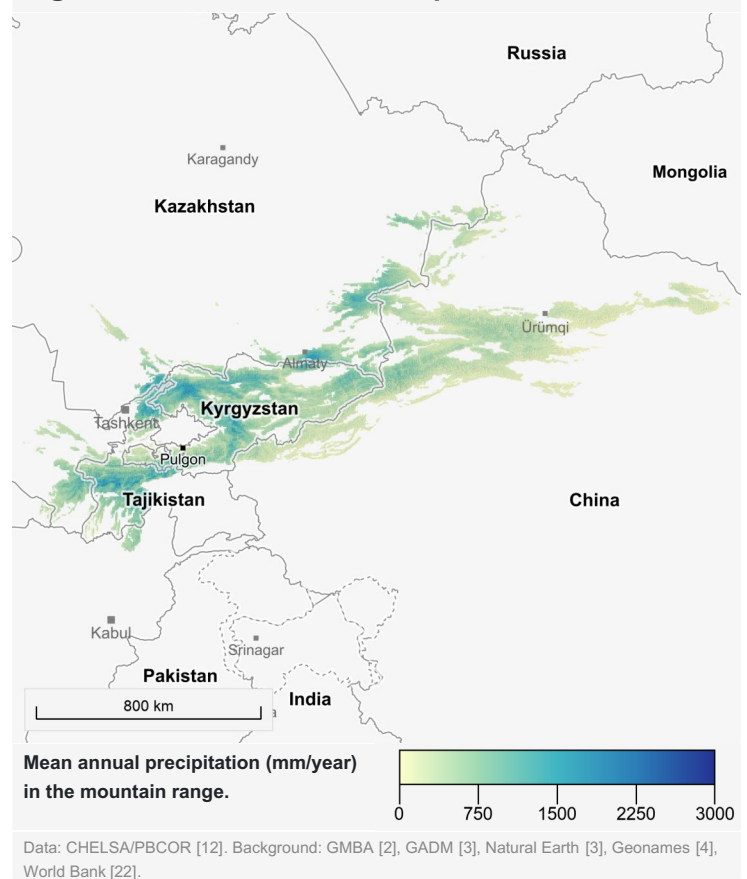 Russia
Karagandy
Mongolia
Kazakhstan
Ürümqi
Almaty
Kyrgyzstan
Tashkent
Pulgon
Tajikistan
China
Kabul
Srinagar
Pakistan
India
800 km
a
Mean annual precipitation (mm/year)
in the mountain range.
0 750 1500 2250 3000
Data: CHELSA/PBCOR [12]. Background: GMBA [2], GADM [3], Natural Earth [3], Geonames [4],
World Bank [22].